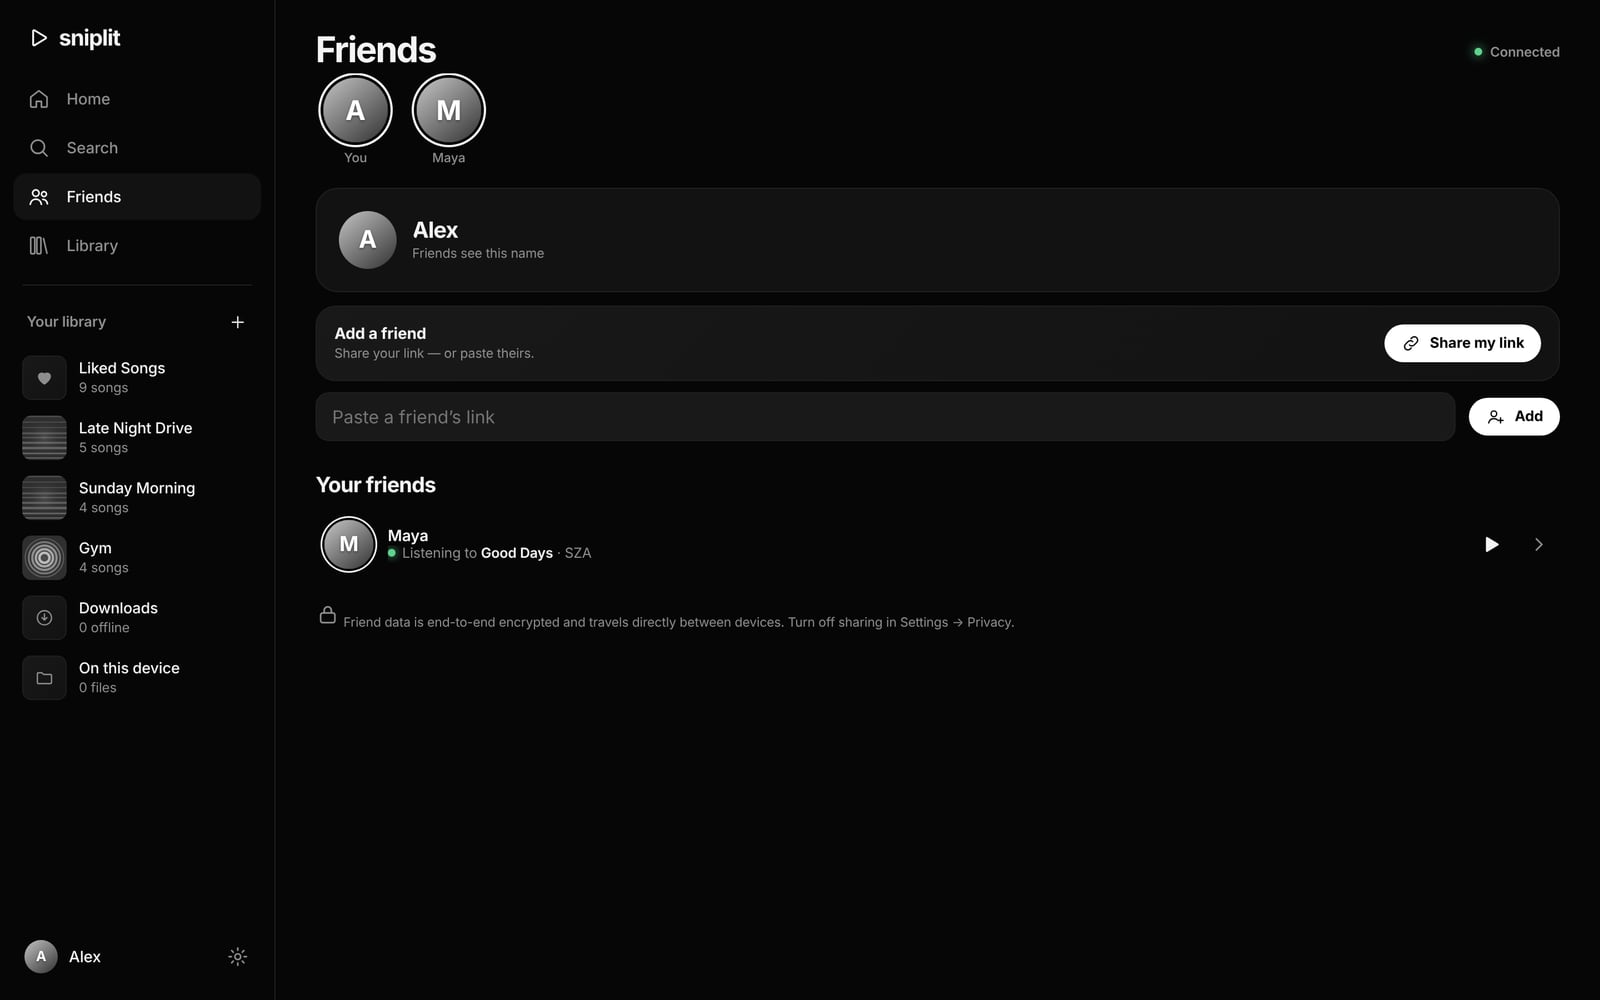 sniplit
Home
Search
Friends
Library
Your library
Liked Songs
9 songs
Late Night Drive
5 songs
Sunday Morning
4 songs
Gym
4 songs
Downloads
0 offline
On this device
0 files
A Alex
Friends
Connected
A
You
M
Maya
A
Alex
Friends see this name
Add a friend
Share your link — or paste theirs.
Share my link
Paste a friend’s link
Add
Your friends
M
Maya
Listening to Good Days · SZA
Friend data is end-to-end encrypted and travels directly between devices. Turn off sharing in Settings → Privacy.